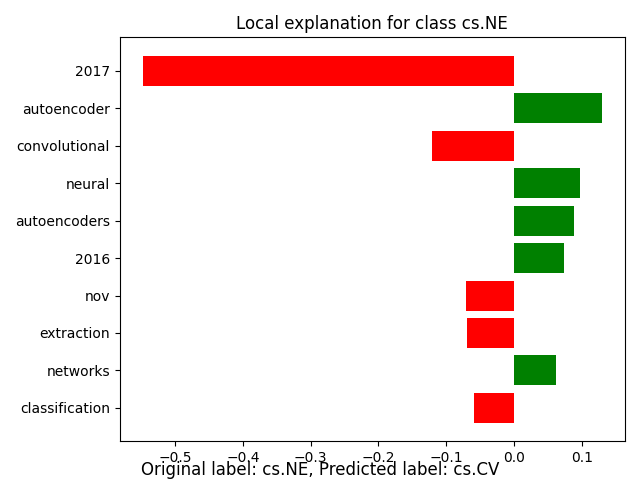 Local explanation for class cs.NE
2017
autoencoder
convolutional
neural
autoencoders
2016
nov
extraction
networks
classification
−0.5 −0.4 −0.3 −0.2 −0.1 0.0 0.1
Original label: cs.NE, Predicted label: cs.CV